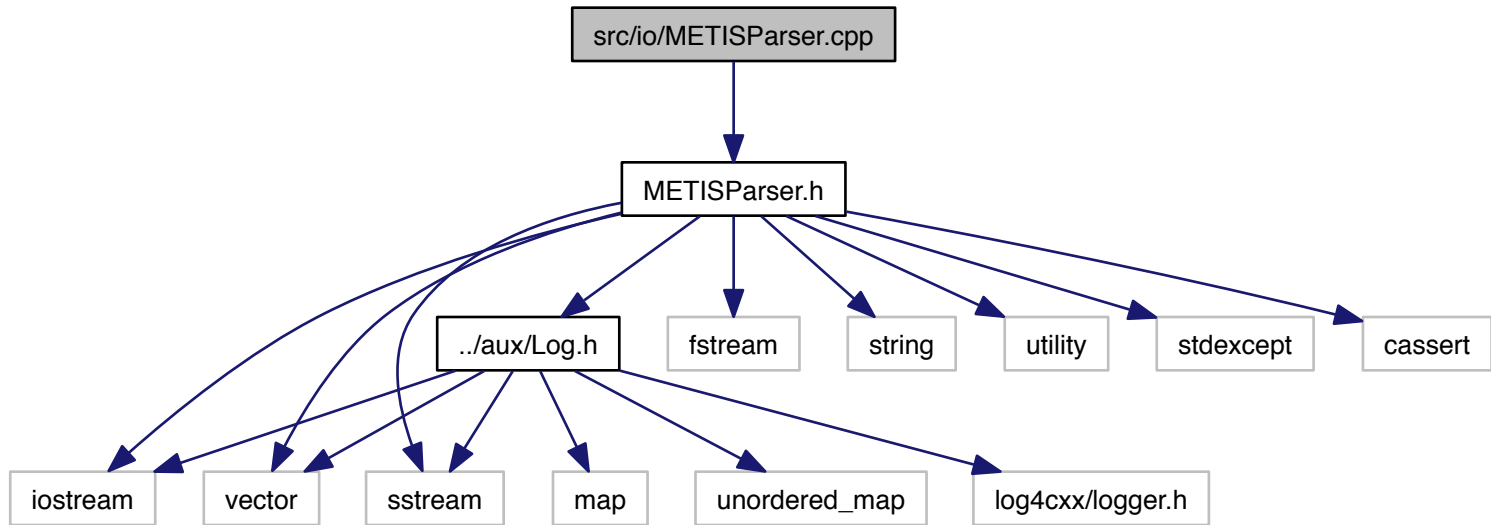 src/io/METISParser.cpp
METISParser.h
../aux/Log.h
fstream
string
utility
stdexcept
cassert
iostream
vector
sstream
map
unordered_map
log4cxx/logger.h